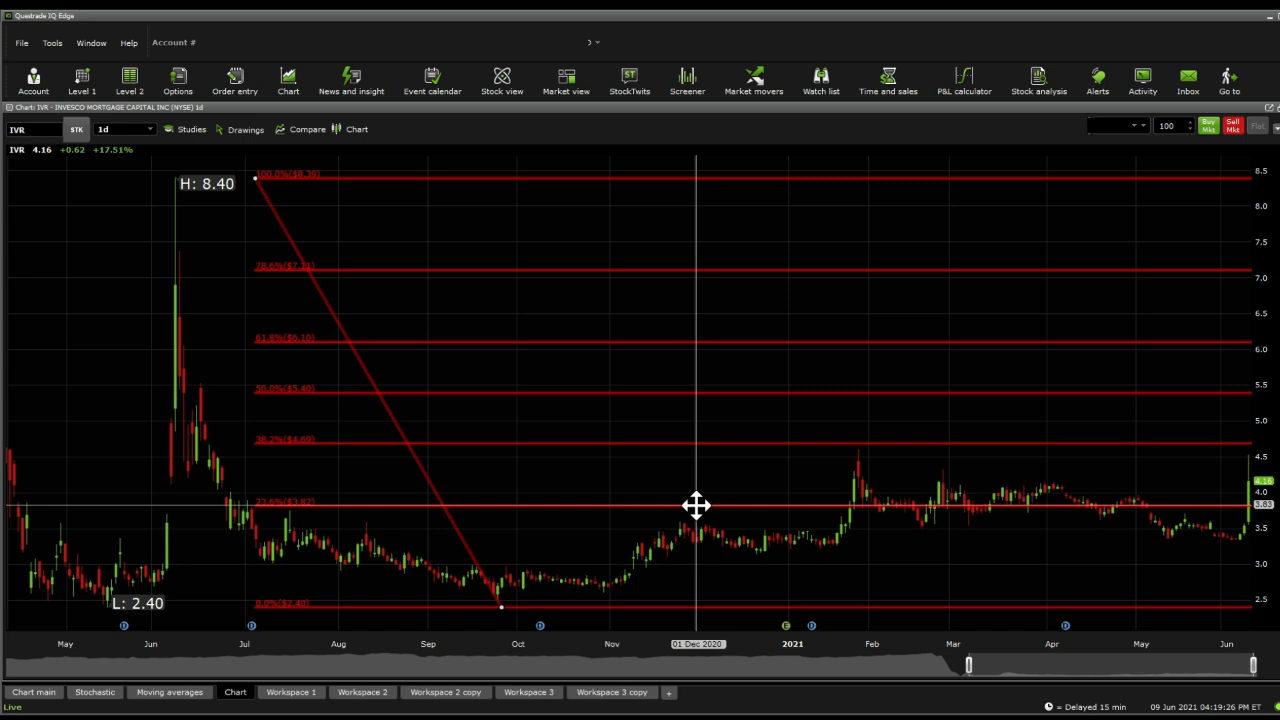 Questrade IQ Edge
File Tools Window Help Account #
Account Level 1 Level 2 Options Order entry Chart News and insight Event calendar Stock view Market view StockTwits Screener Market movers Watch list Time and sales P&L calculator Stock analysis Alerts Activity Inbox Go to
Chart: IVR - INVESCO MORTGAGE CAPITAL INC (NYSE) 1d
IVR STK 1d Studies Drawings Compare Chart 100 Buy Mkt Sell Mkt Flat
IVR 4.16 +0.62 +17.51%
8.5
100.0%($8.39)
H: 8.40
8.0
7.5
78.6%($7.11)
7.0
6.5
61.8%($6.10)
6.0
5.5
50.0%($5.40)
5.0
38.2%($4.69)
4.5
4.16
4.0
23.6%($3.82)
3.83
3.5
3.0
2.5
0.0%($2.40)
L: 2.40
D D D E D D
May Jun Jul Aug Sep Oct Nov 01 Dec 2020 2021 Feb Mar Apr May Jun
Chart main Stochastic Moving averages Chart Workspace 1 Workspace 2 Workspace 2 copy Workspace 3 Workspace 3 copy +
Live = Delayed 15 min 09 Jun 2021 04:19:26 PM ET